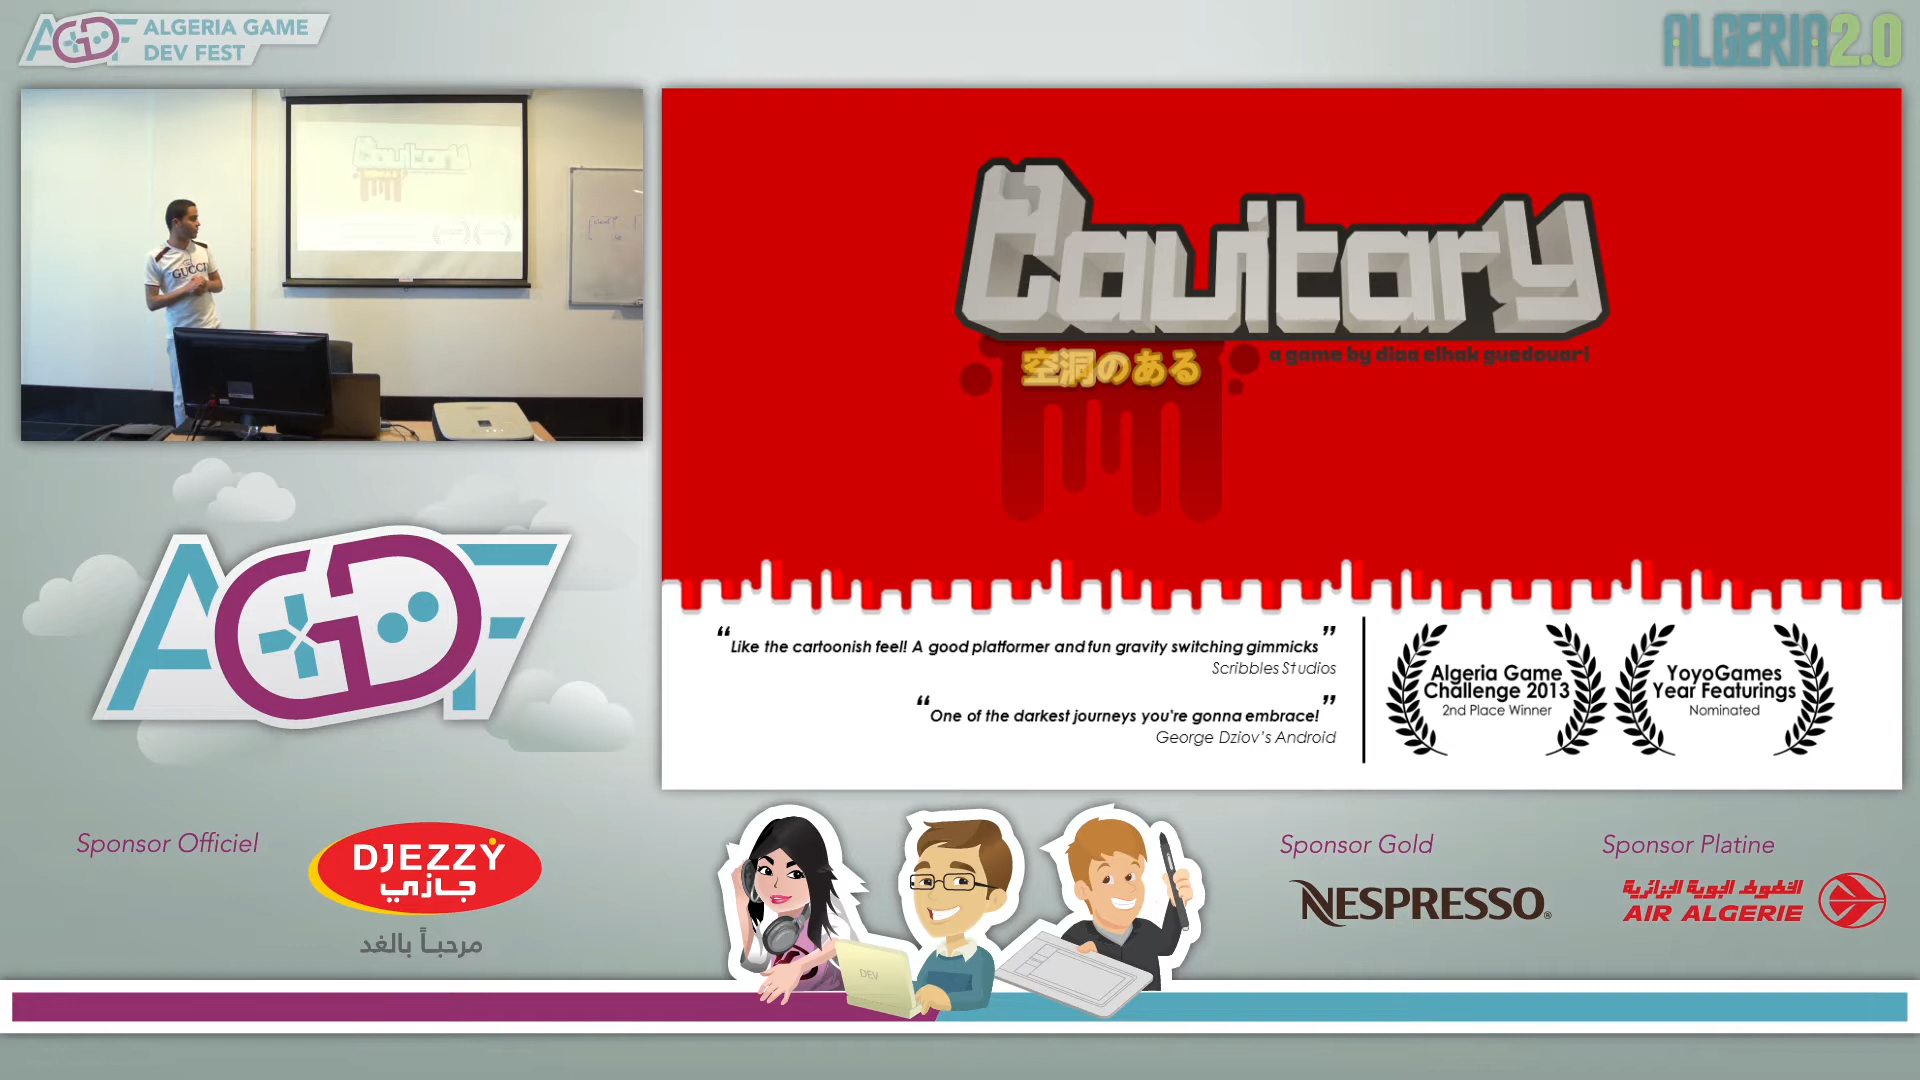 AGDF
ALGERIA GAME
DEV FEST
ALGERIA2.0
GUCCI
Cavitary
空洞のある
a game by diaa elhak guedouari
“Like the cartoonish feel! A good platformer and fun gravity switching gimmicks”
Scribbles Studios
“One of the darkest journeys you're gonna embrace!”
George Dziov's Android
Algeria Game
Challenge 2013
2nd Place Winner
YoyoGames
Year Featurings
Nominated
AGDF
Sponsor Officiel
DJEZZY
جازي
مرحبـاً بالغد
DEV
Sponsor Gold
NESPRESSO®
Sponsor Platine
الخطوط الجوية الجزائرية
AIR ALGERIE